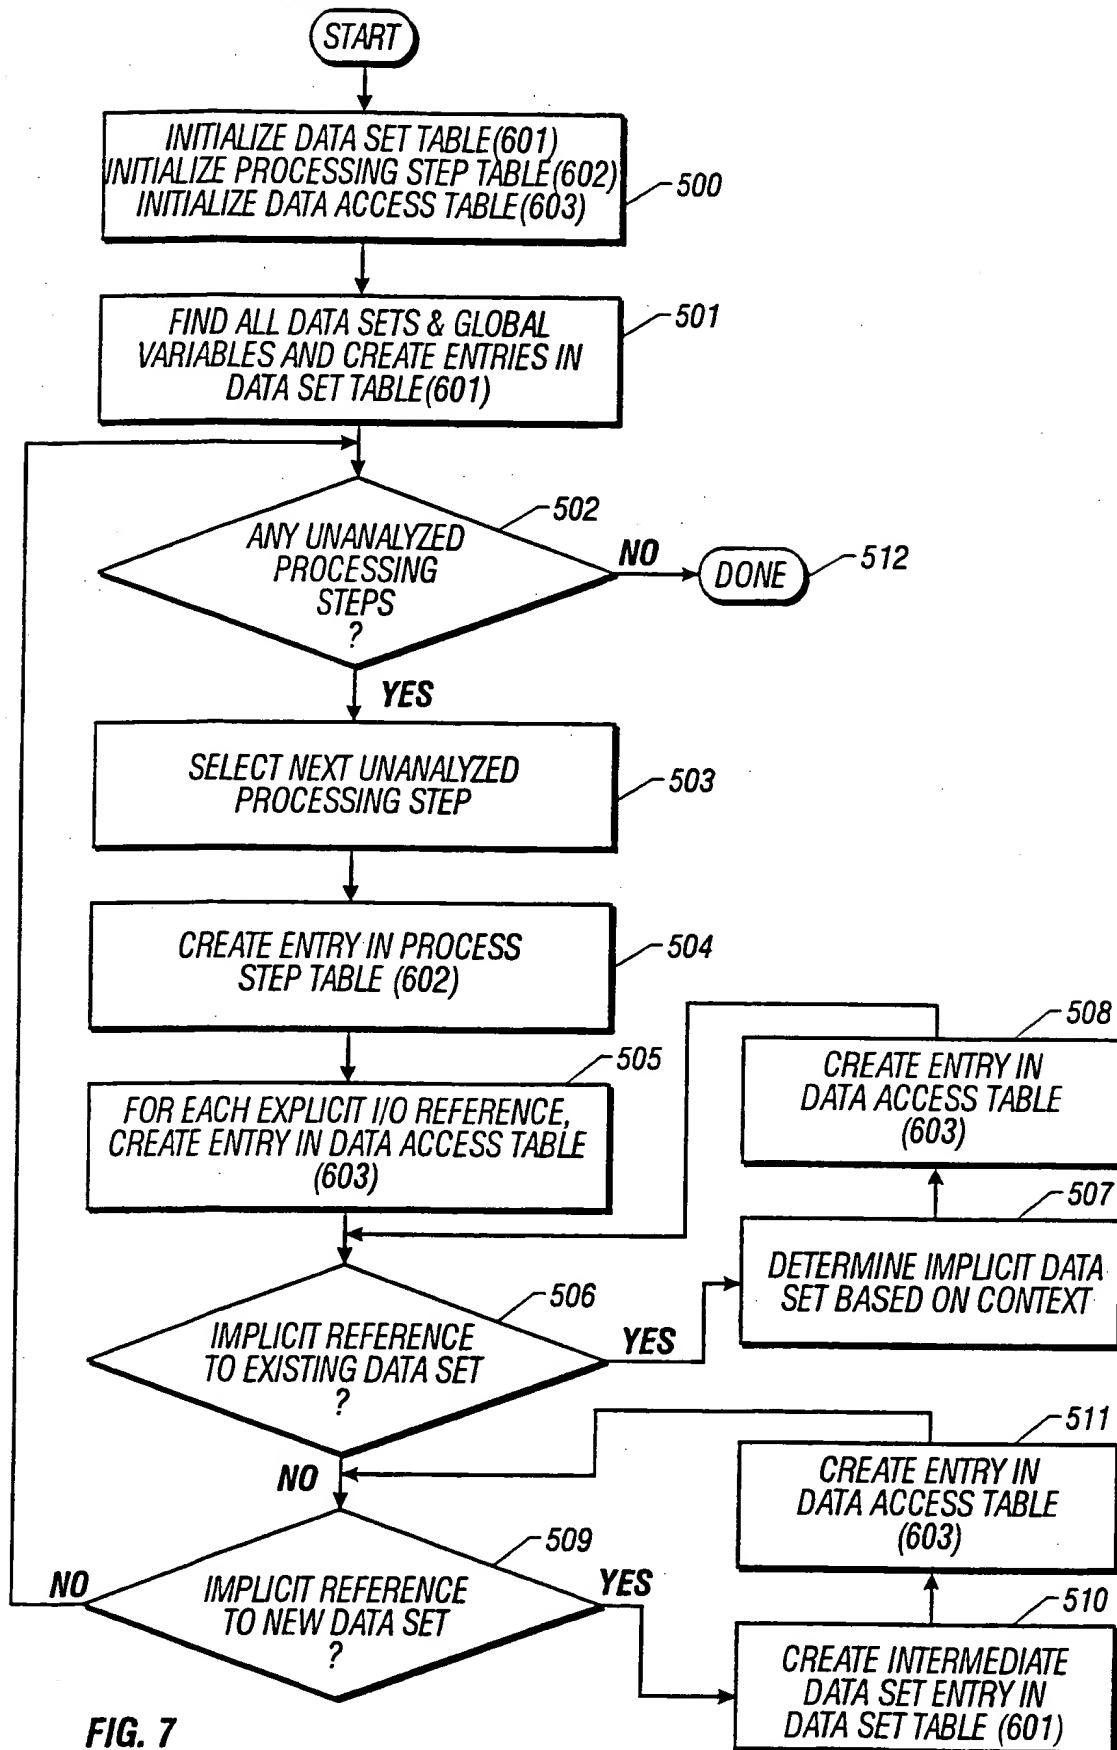 START
INITIALIZE DATA SET TABLE(601)
INITIALIZE PROCESSING STEP TABLE(602)
INITIALIZE DATA ACCESS TABLE(603)
500
FIND ALL DATA SETS & GLOBAL
VARIABLES AND CREATE ENTRIES IN
DATA SET TABLE(601)
501
ANY UNANALYZED
PROCESSING
STEPS
?
502
NO
DONE
512
YES
SELECT NEXT UNANALYZED
PROCESSING STEP
503
CREATE ENTRY IN PROCESS
STEP TABLE (602)
504
FOR EACH EXPLICIT I/O REFERENCE,
CREATE ENTRY IN DATA ACCESS TABLE
(603)
505
CREATE ENTRY IN
DATA ACCESS TABLE
(603)
508
DETERMINE IMPLICIT DATA
SET BASED ON CONTEXT
507
IMPLICIT REFERENCE
TO EXISTING DATA SET
?
506
YES
NO
CREATE ENTRY IN
DATA ACCESS TABLE
(603)
511
IMPLICIT REFERENCE
TO NEW DATA SET
?
509
NO
YES
CREATE INTERMEDIATE
DATA SET ENTRY IN
DATA SET TABLE (601)
510
FIG. 7